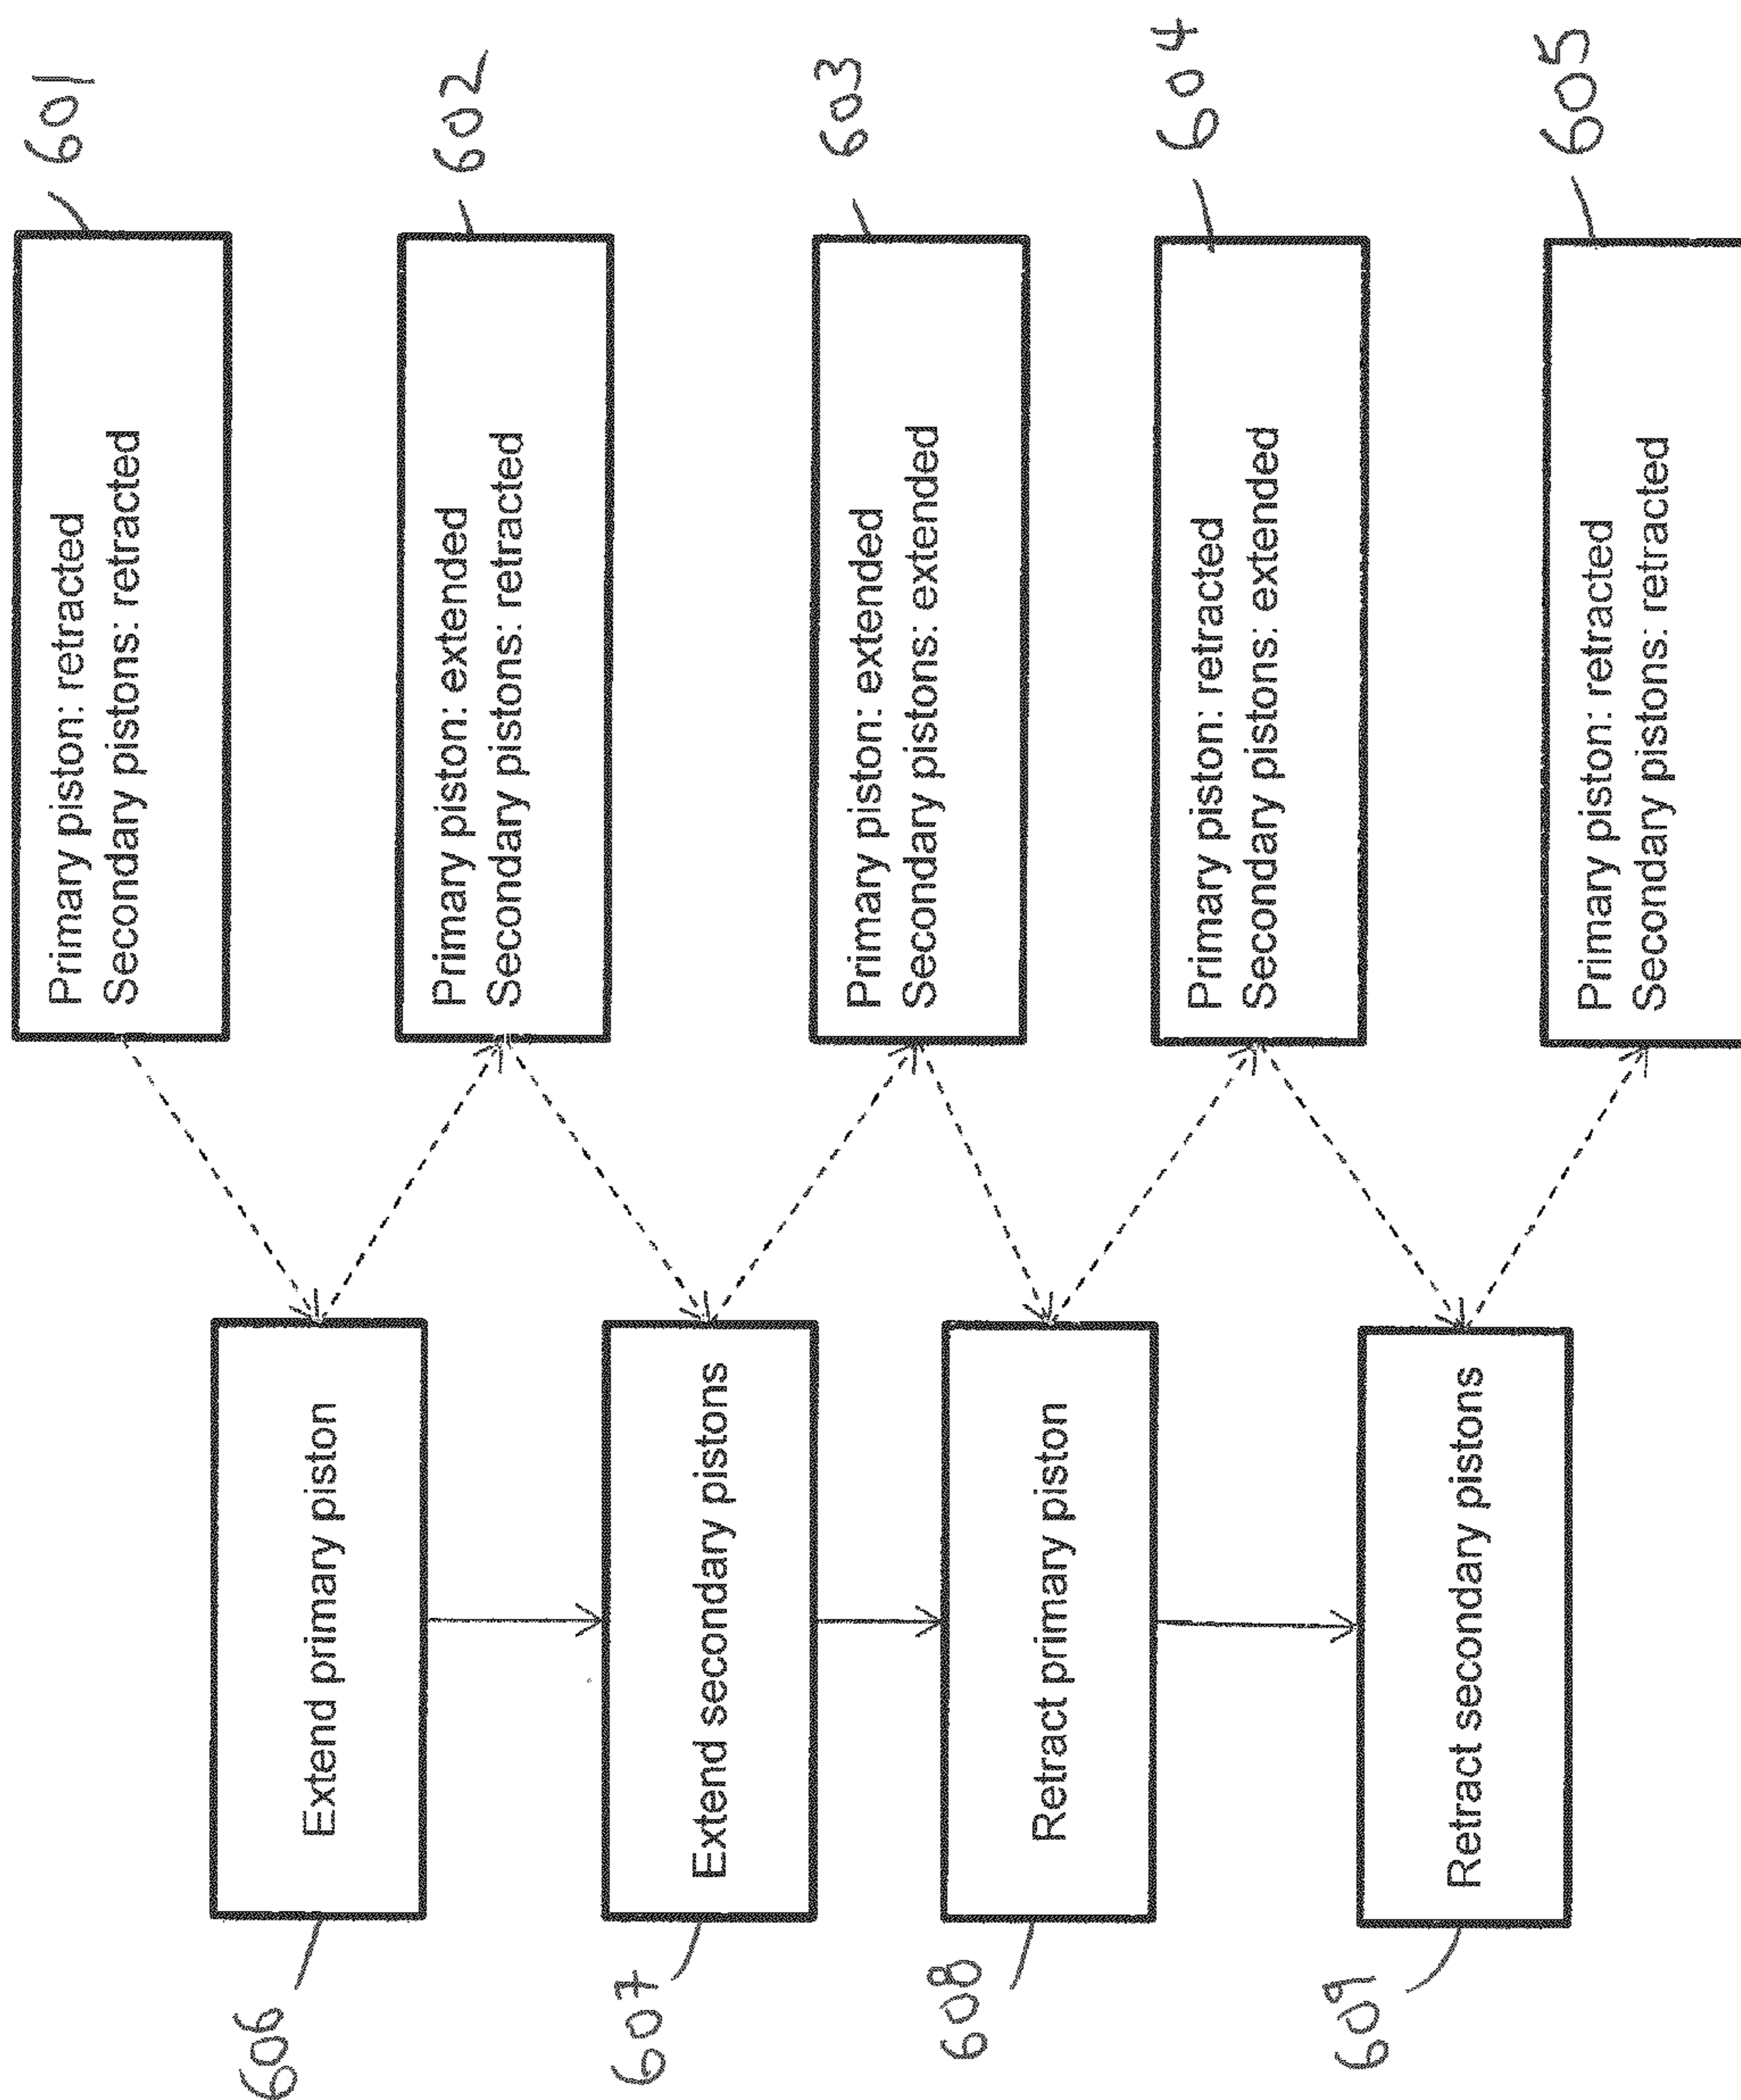 606
Extend primary piston
607
Extend secondary pistons
608
Retract primary piston
609
Retract secondary pistons
601
Primary piston: retracted
Secondary pistons: retracted
602
Primary piston: extended
Secondary pistons: retracted
603
Primary piston: extended
Secondary pistons: extended
604
Primary piston: retracted
Secondary pistons: extended
605
Primary piston: retracted
Secondary pistons: retracted